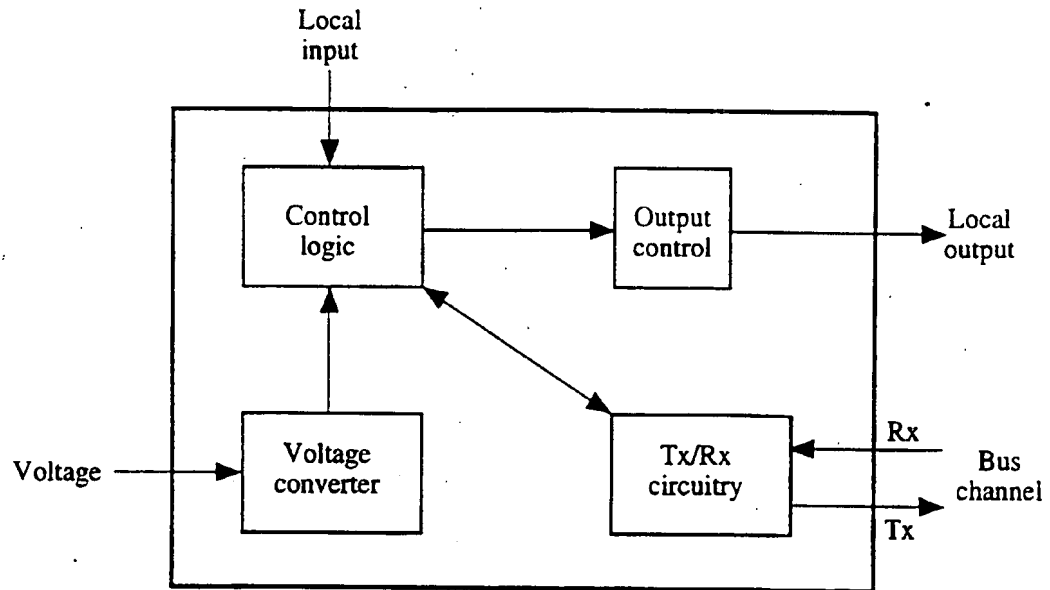 Local
input
Control
logic
Output
control
Local
output
Voltage
Voltage
converter
Tx/Rx
circuitry
Rx
Bus
channel
Tx